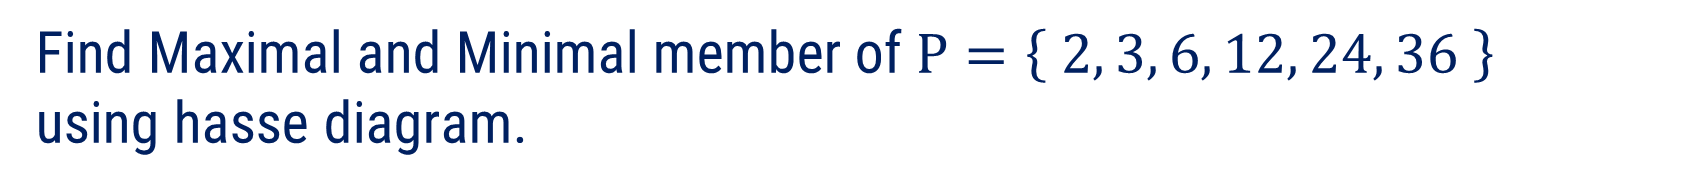 Find Maximal and Minimal member of P = { 2, 3, 6, 12, 24, 36 }
using hasse diagram.